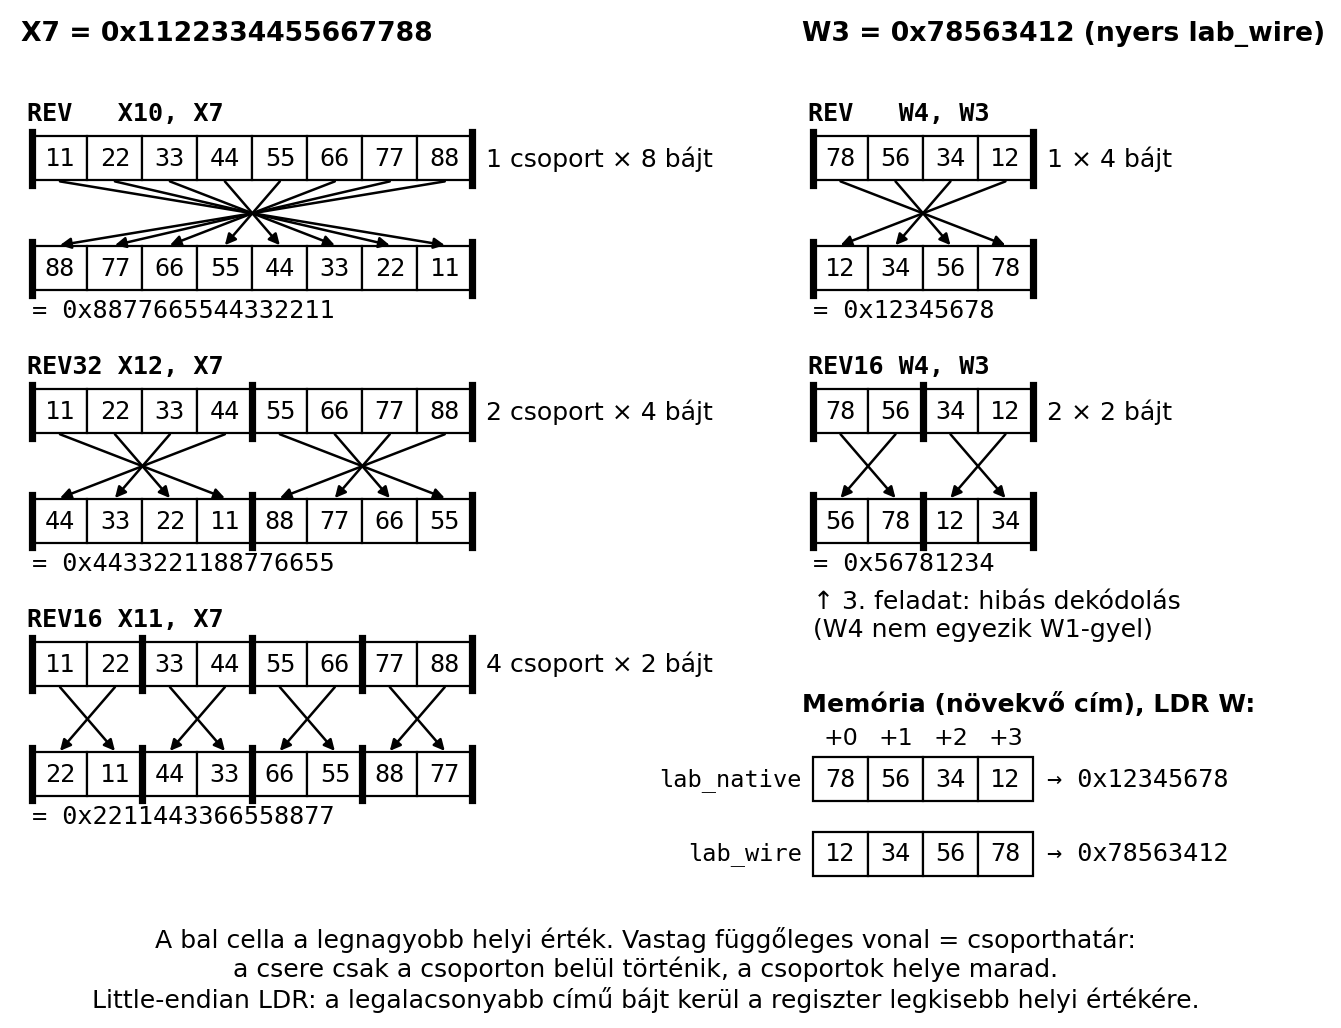 X7 = 0x1122334455667788
REV   X10, X7
11 22 33 44 55 66 77 88 1 csoport × 8 bájt
88 77 66 55 44 33 22 11
= 0x8877665544332211
REV32 X12, X7
11 22 33 44 55 66 77 88 2 csoport × 4 bájt
44 33 22 11 88 77 66 55
= 0x4433221188776655
REV16 X11, X7
11 22 33 44 55 66 77 88 4 csoport × 2 bájt
22 11 44 33 66 55 88 77
= 0x2211443366558877
W3 = 0x78563412 (nyers lab_wire)
REV   W4, W3
78 56 34 12 1 × 4 bájt
12 34 56 78
= 0x12345678
REV16 W4, W3
78 56 34 12 2 × 2 bájt
56 78 12 34
= 0x56781234
↑ 3. feladat: hibás dekódolás
(W4 nem egyezik W1-gyel)
Memória (növekvő cím), LDR W:
+0 +1 +2 +3
lab_native 78 56 34 12 → 0x12345678
lab_wire 12 34 56 78 → 0x78563412
A bal cella a legnagyobb helyi érték. Vastag függőleges vonal = csoporthatár:
a csere csak a csoporton belül történik, a csoportok helye marad.
Little-endian LDR: a legalacsonyabb című bájt kerül a regiszter legkisebb helyi értékére.